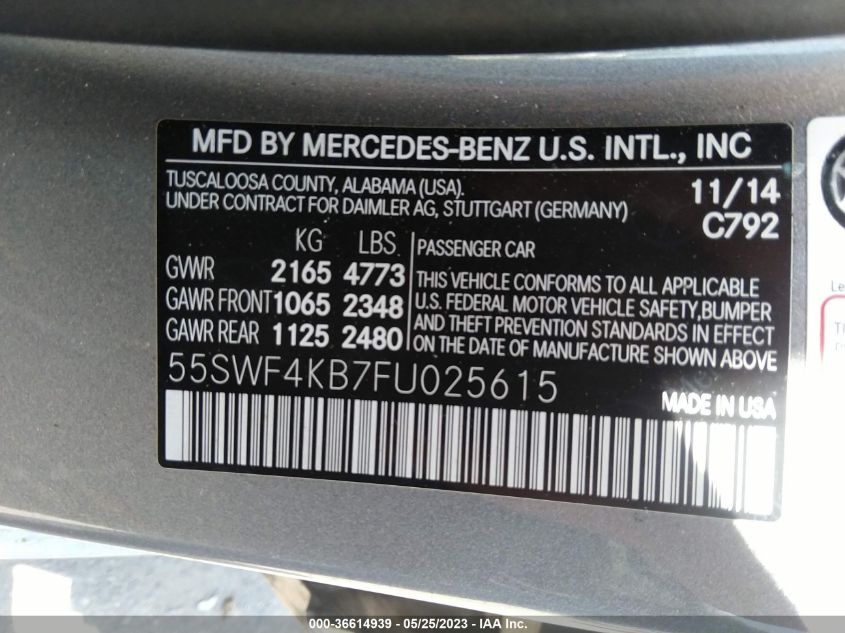 MFD BY MERCEDES-BENZ U.S. INTL., INC
TUSCALOOSA COUNTY, ALABAMA (USA).
UNDER CONTRACT FOR DAIMLER AG, STUTTGART (GERMANY)
11/14
C792
KG LBS
GVWR 2165 4773
GAWR FRONT 1065 2348
GAWR REAR 1125 2480
PASSENGER CAR
THIS VEHICLE CONFORMS TO ALL APPLICABLE
U.S. FEDERAL MOTOR VEHICLE SAFETY,BUMPER
AND THEFT PREVENTION STANDARDS IN EFFECT
ON THE DATE OF MANUFACTURE SHOWN ABOVE
55SWF4KB7FU025615
MADE IN USA
000-36614939 - 05/25/2023 - IAA Inc.